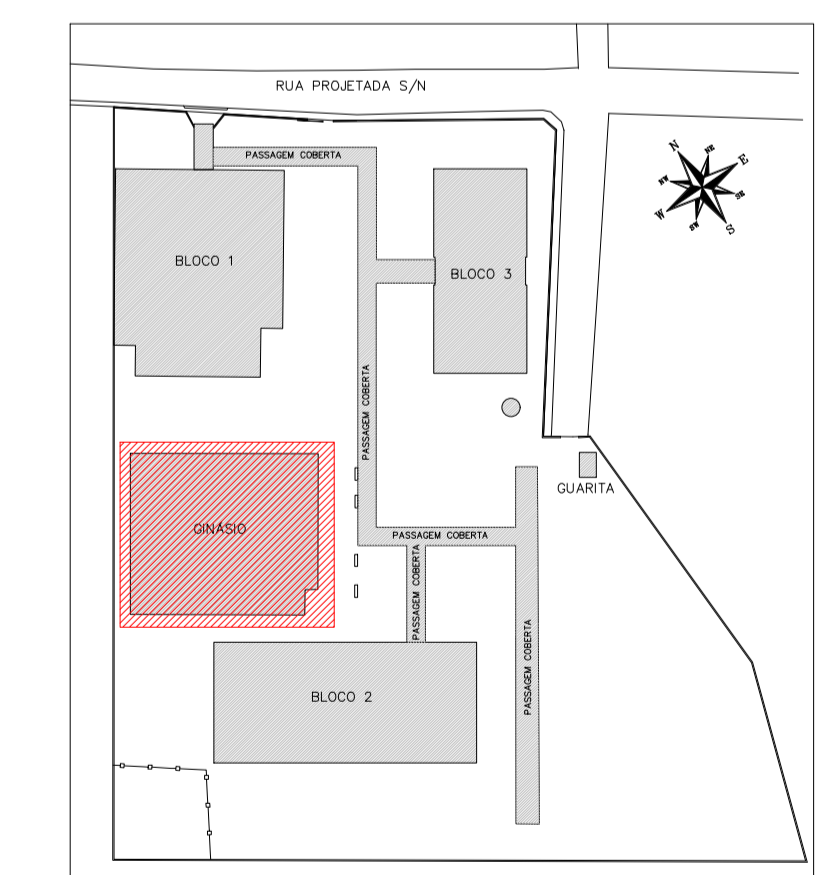 RUA PROJETADA S/N
PASSAGEM COBERTA
N
NE
E
NW
SE
W
SW
S
BLOCO 1
BLOCO 3
PASSAGEM COBERTA
GUARITA
GINÁSIO
PASSAGEM COBERTA
PASSAGEM COBERTA
PASSAGEM COBERTA
BLOCO 2